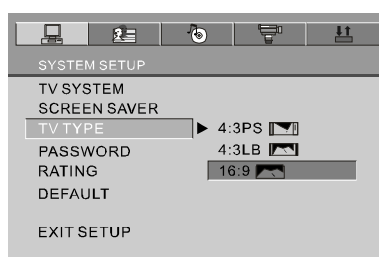 SYSTEM SETUP
TV SYSTEM
SCREEN SAVER
TV TYPE
4:3PS
PASSWORD
4:3LB
RATING
16:9
DEFAULT
EXIT SETUP